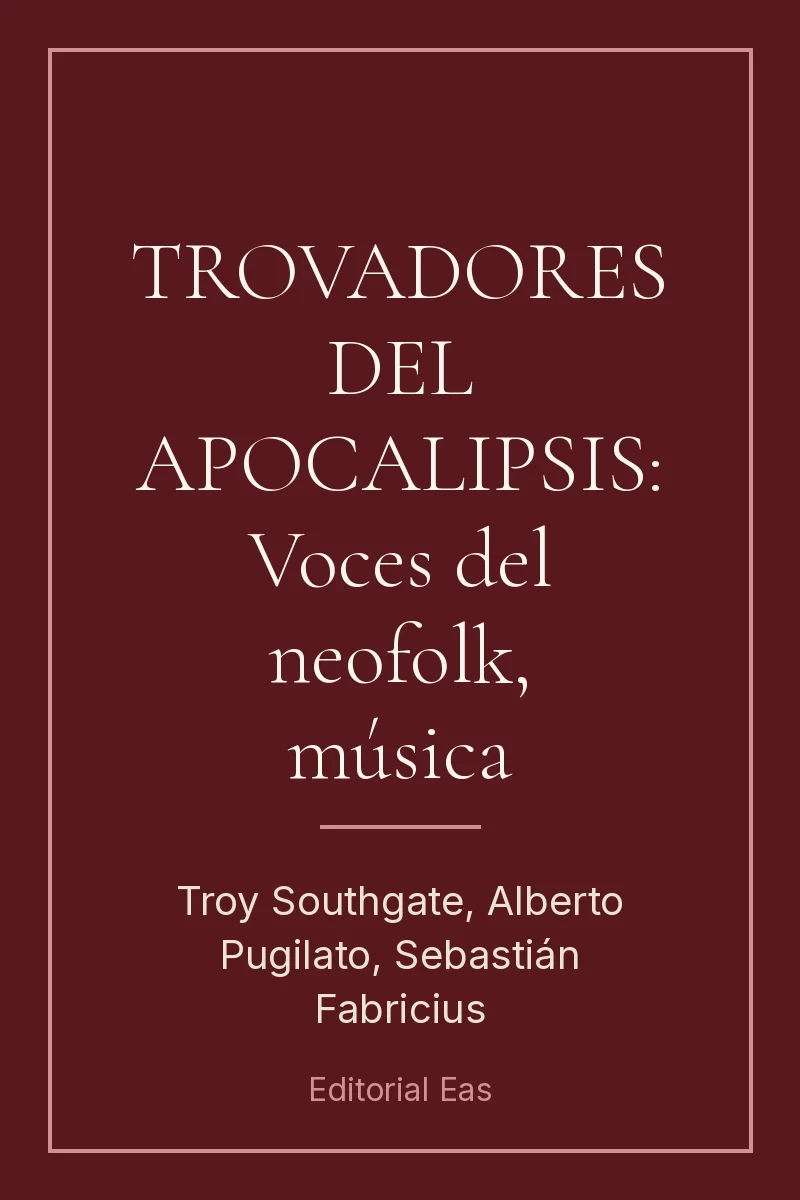 TROVADORES
DEL
APOCALIPSIS:
Voces del
neofolk,
música
Troy Southgate, Alberto
Pugilato, Sebastián
Fabricius
Editorial Eas